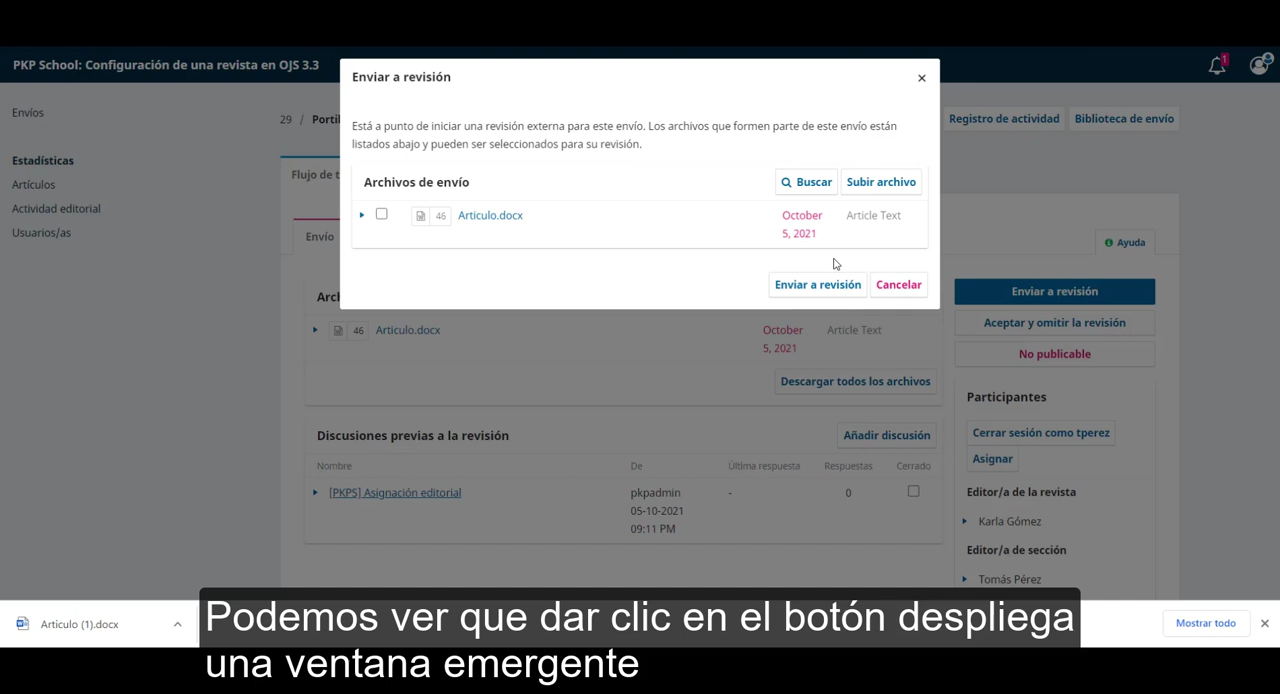 PKP School: Configuración de una revista en OJS 3.3
1
Enviar a revisión
Está a punto de iniciar una revisión externa para este envío. Los archivos que formen parte de este envío están
listados abajo y pueden ser seleccionados para su revisión.
Archivos de envío
Buscar
Subir archivo
46 Articulo.docx
October
5, 2021
Article Text
Enviar a revisión
Cancelar
Envíos
Estadísticas
Artículos
Actividad editorial
Usuarios/as
29 /
Registro de actividad
Biblioteca de envío
Envío
Ayuda
46 Articulo.docx
October
5, 2021
Article Text
Descargar todos los archivos
Discusiones previas a la revisión
Añadir discusión
Nombre De Última respuesta Respuestas Cerrado
[PKPS] Asignación editorial pkpadmin - 0
05-10-2021
09:11 PM
Enviar a revisión
Aceptar y omitir la revisión
No publicable
Participantes
Cerrar sesión como tperez
Asignar
Editor/a de la revista
Karla Gómez
Editor/a de sección
Tomás Pérez
Articulo (1).docx
Mostrar todo
Podemos ver que dar clic en el botón despliega
una ventana emergente